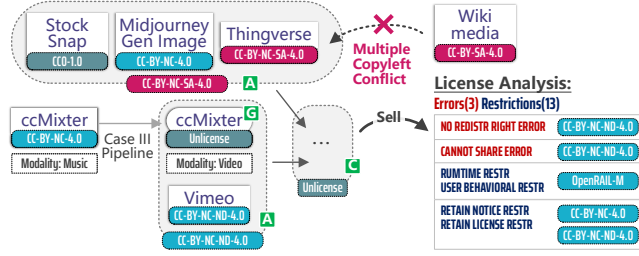 Stock
Snap
CC0-1.0
Midjourney
Gen Image
CC-BY-NC-4.0
Thingverse
CC-BY-NC-SA-4.0
CC-BY-NC-SA-4.0
A
Multiple
Copyleft
Conflict
Wiki
media
CC-BY-SA-4.0
ccMixter
CC-BY-NC-4.0
Modality: Music
Case III
Pipeline
G
ccMixter
Unlicense
Modality: Video
Vimeo
CC-BY-NC-ND-4.0
A
CC-BY-NC-ND-4.0
...
C
Unlicense
Sell
License Analysis:
Errors(3) Restrictions(13)
NO REDISTR RIGHT ERROR CC-BY-NC-ND-4.0
CANNOT SHARE ERROR CC-BY-NC-ND-4.0
RUMTIME RESTR
USER BEHAVIORAL RESTR
OpenRAIL-M
RETAIN NOTICE RESTR
RETAIN LICENSE RESTR
CC-BY-NC-4.0
CC-BY-NC-ND-4.0